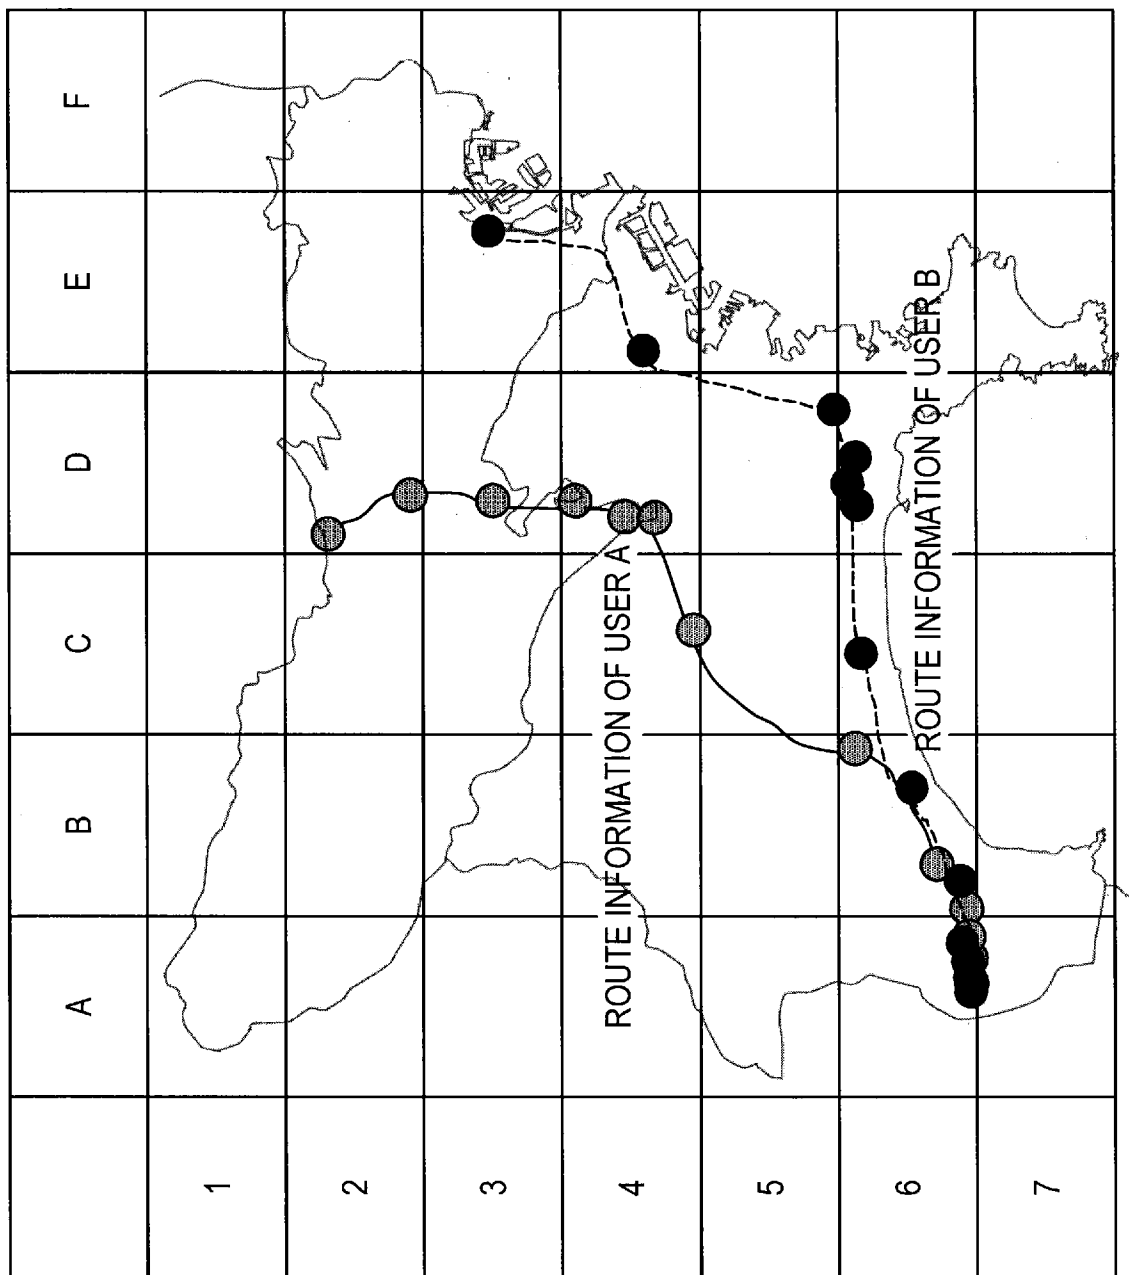 A
B
C
D
E
F
1
2
3
4
5
6
7
ROUTE INFORMATION OF USER A
ROUTE INFORMATION OF USER B